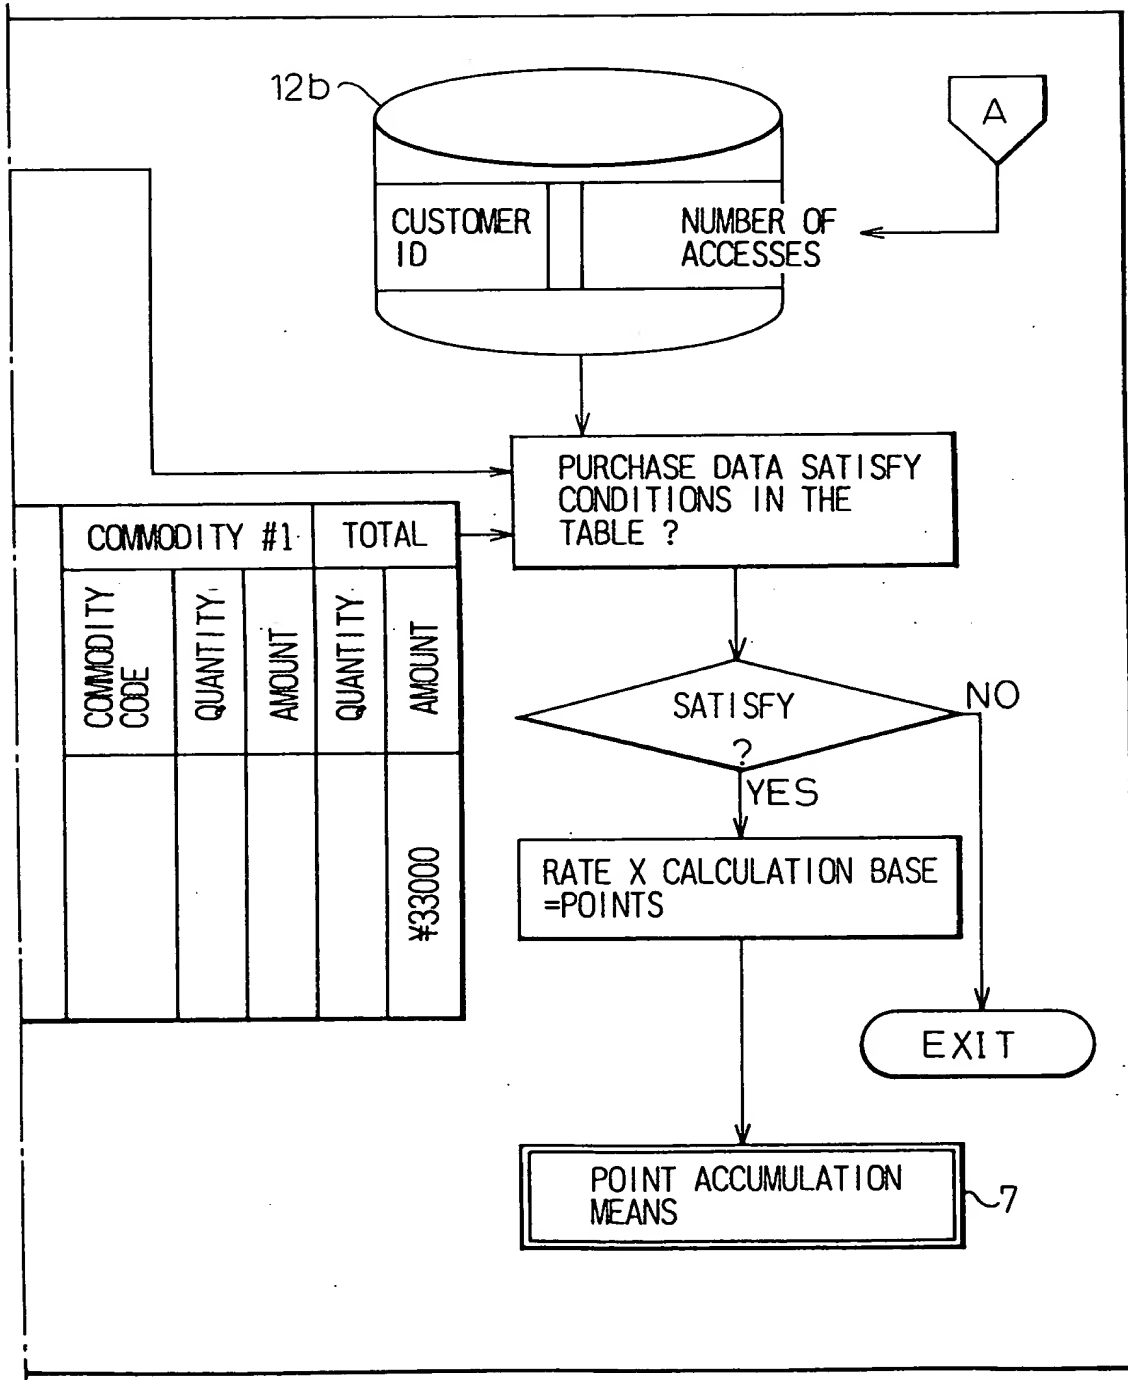 12b
A
CUSTOMER
ID
NUMBER OF
ACCESSES
PURCHASE DATA SATISFY
CONDITIONS IN THE
TABLE ?
COMMODITY #1
TOTAL
COMMODITY
CODE
QUANTITY
AMOUNT
QUANTITY
AMOUNT
¥33000
SATISFY
?
NO
YES
RATE X CALCULATION BASE
=POINTS
EXIT
POINT ACCUMULATION
MEANS
7